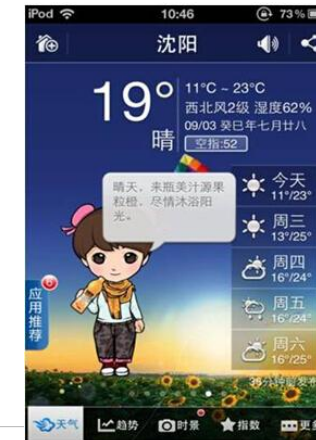 iPod 10:46 73%
沈阳
19° 11°C ~ 23°C
西北风2级 湿度62%
09/03 癸巳年七月廿八
晴 空指:52
晴天，来瓶美汁源果
粒橙，尽情沐浴阳
光。
今天
11°/23°
周三
13°/25°
周四
16°/24°
周五
16°/24°
周六
16°/25°
应用推荐
天气 趋势 时景 指数 更多